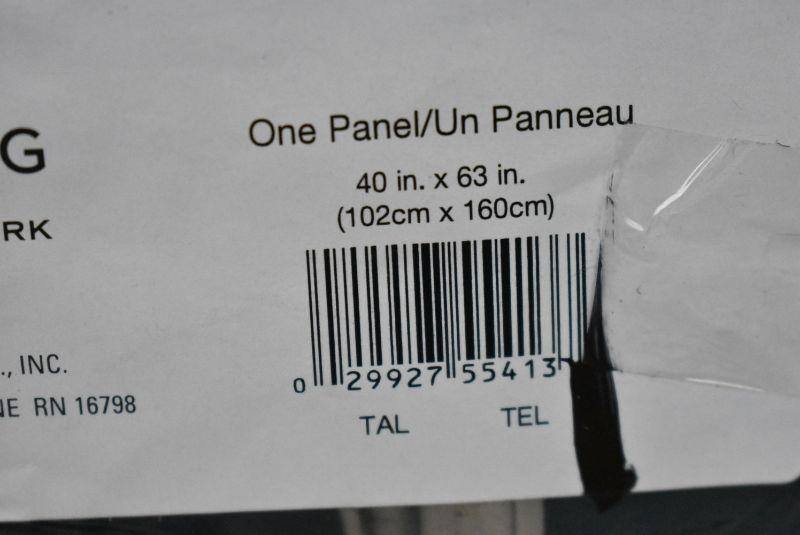 G
One Panel/Un Panneau
RK
40 in. x 63 in.
(102cm x 160cm)
., INC.
NE RN 16798
0 29927 55413
TAL TEL